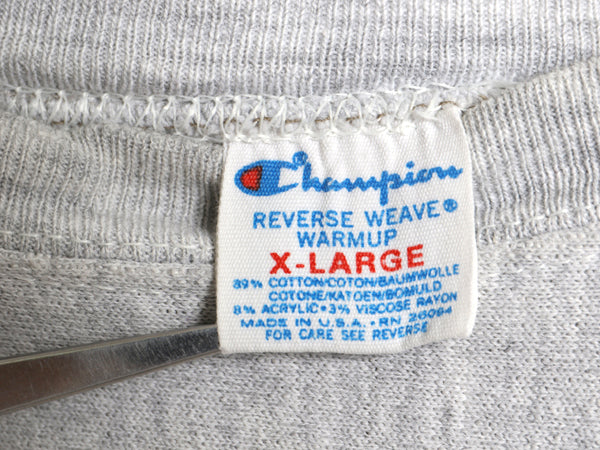 Champion®
REVERSE WEAVE®
WARMUP
X-LARGE
89% COTTON/COTON/BAUMWOLLE
COTONE/KATOEN/BOMULD
8% ACRYLIC•3% VISCOSE RAYON
MADE IN U.S.A.•RN 26094
FOR CARE SEE REVERSE